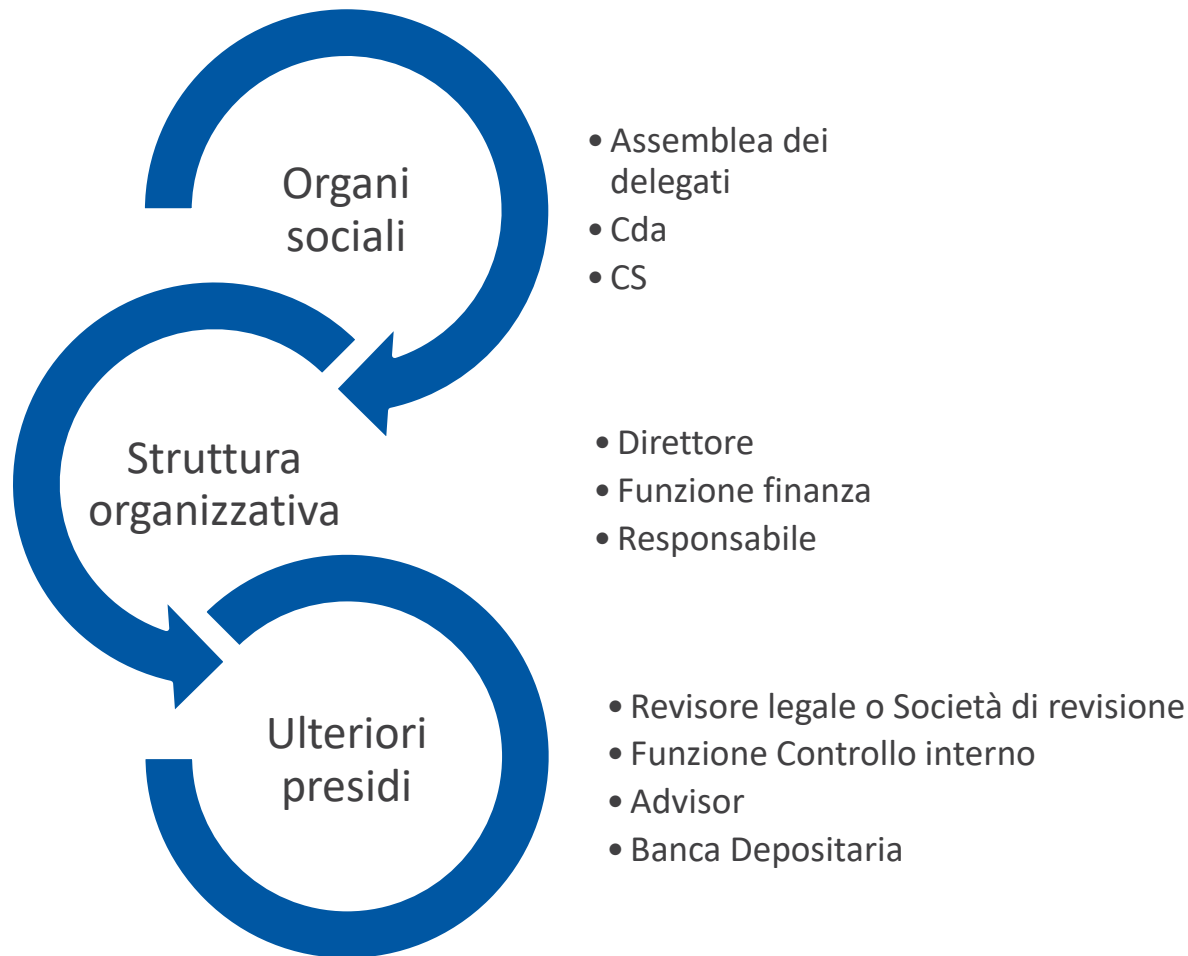 Organi
sociali
• Assemblea dei
delegati
• Cda
• CS
Struttura
organizzativa
• Direttore
• Funzione finanza
• Responsabile
Ulteriori
presidi
• Revisore legale o Società di revisione
• Funzione Controllo interno
• Advisor
• Banca Depositaria